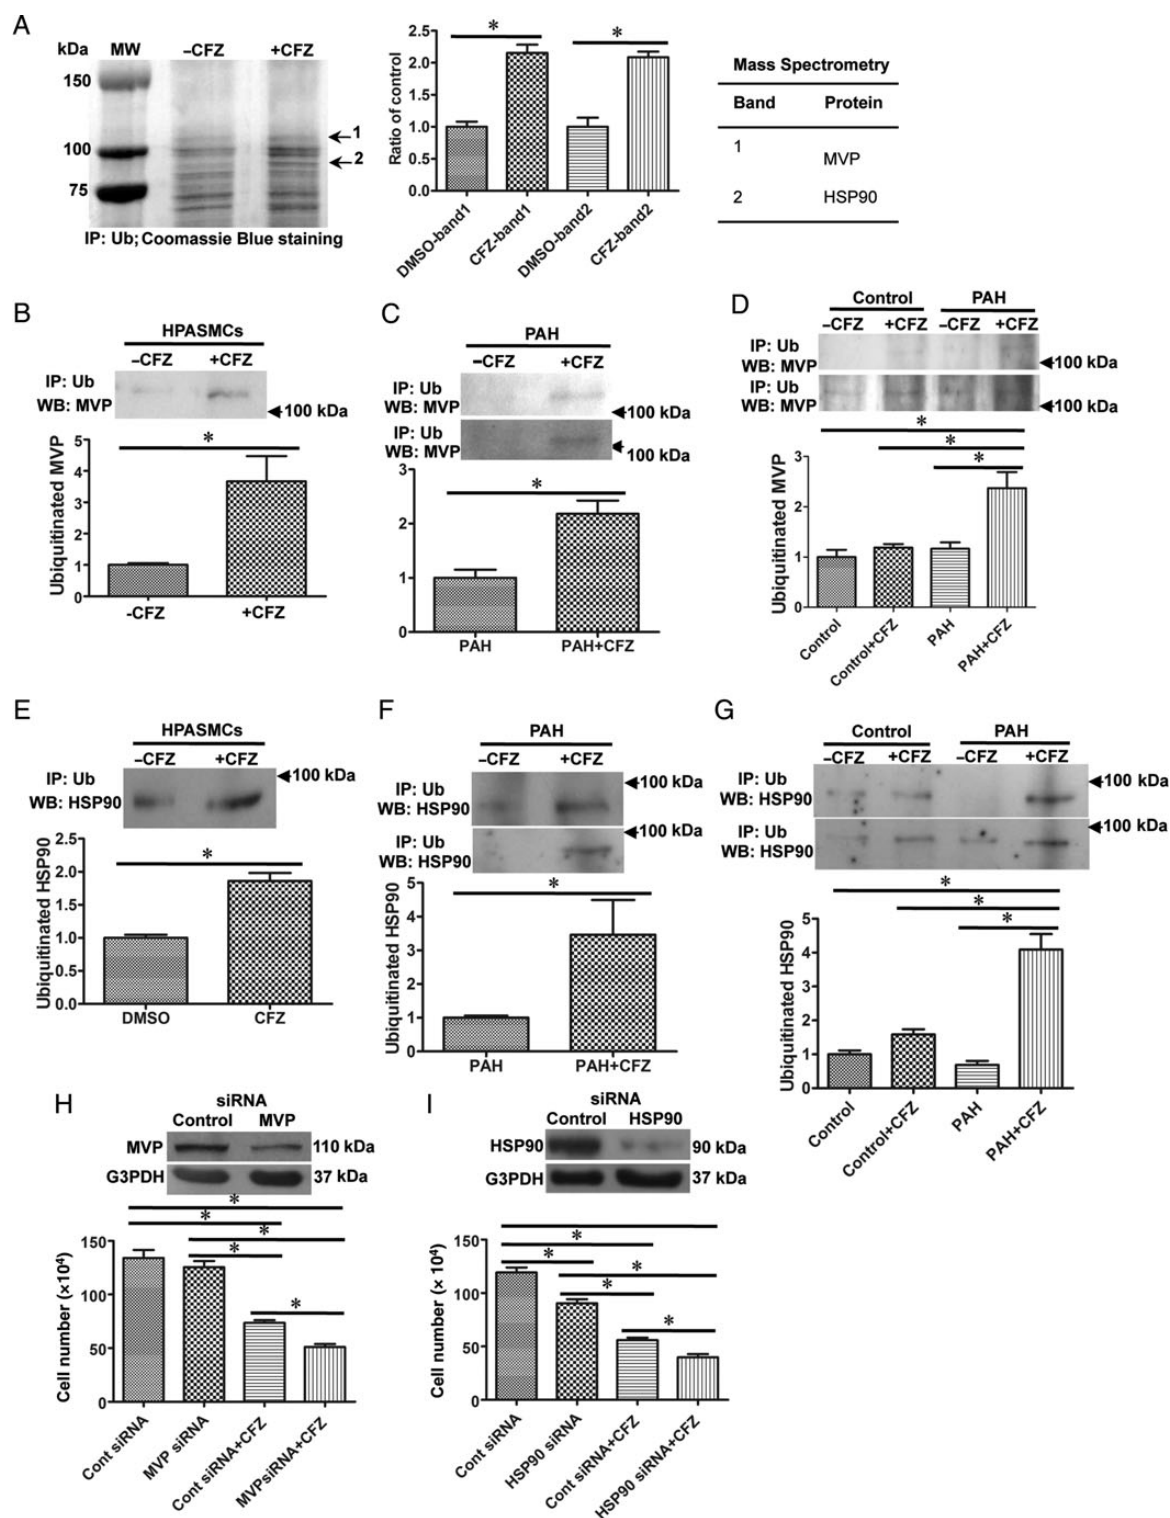 A
kDa MW –CFZ +CFZ
150
100
75
1
2
IP: Ub; Coomassie Blue staining
Ratio of control
2.5
2.0
1.5
1.0
0.5
0.0
* *
DMSO-band1 CFZ-band1 DMSO-band2 CFZ-band2
Mass Spectrometry
Band Protein
1 MVP
2 HSP90
B
HPASMCs
–CFZ +CFZ
IP: Ub
WB: MVP
100 kDa
Ubiquitinated MVP
5
4
3
2
1
0
*
-CFZ +CFZ
C
PAH
–CFZ +CFZ
IP: Ub
WB: MVP
100 kDa
IP: Ub
WB: MVP
100 kDa
3
2
1
0
*
PAH PAH+CFZ
D
Control PAH
–CFZ +CFZ –CFZ +CFZ
IP: Ub
WB: MVP
100 kDa
IP: Ub
WB: MVP
100 kDa
*
*
*
Ubiquitinated MVP
3
2
1
0
Control Control+CFZ PAH PAH+CFZ
E
HPASMCs
–CFZ +CFZ
IP: Ub
WB: HSP90
100 kDa
Ubiquitinated HSP90
2.5
2.0
1.5
1.0
0.5
0.0
*
DMSO CFZ
F
PAH
–CFZ +CFZ
IP: Ub
WB: HSP90
100 kDa
IP: Ub
WB: HSP90
100 kDa
Ubiquitinated HSP90
5
4
3
2
1
0
*
PAH PAH+CFZ
G
Control PAH
–CFZ +CFZ –CFZ +CFZ
IP: Ub
WB: HSP90
100 kDa
IP: Ub
WB: HSP90
100 kDa
*
*
*
Ubiquitinated HSP90
5
4
3
2
1
0
Control Control+CFZ PAH PAH+CFZ
H
siRNA
Control MVP
MVP 110 kDa
G3PDH 37 kDa
*
*
*
*
*
Cell number (×10⁴)
150
100
50
0
Cont siRNA MVP siRNA Cont siRNA+CFZ MVPsiRNA+CFZ
I
siRNA
Control HSP90
HSP90 90 kDa
G3PDH 37 kDa
*
*
*
*
*
Cell number (× 10⁴)
150
100
50
0
Cont siRNA HSP90 siRNA Cont siRNA+CFZ HSP90 siRNA+CFZ